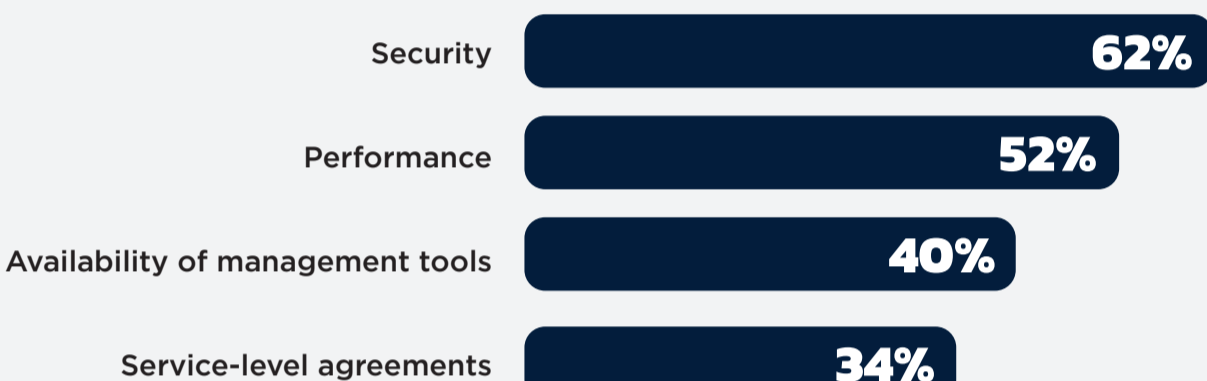 Security 62%
Performance 52%
Availability of management tools 40%
Service-level agreements 34%